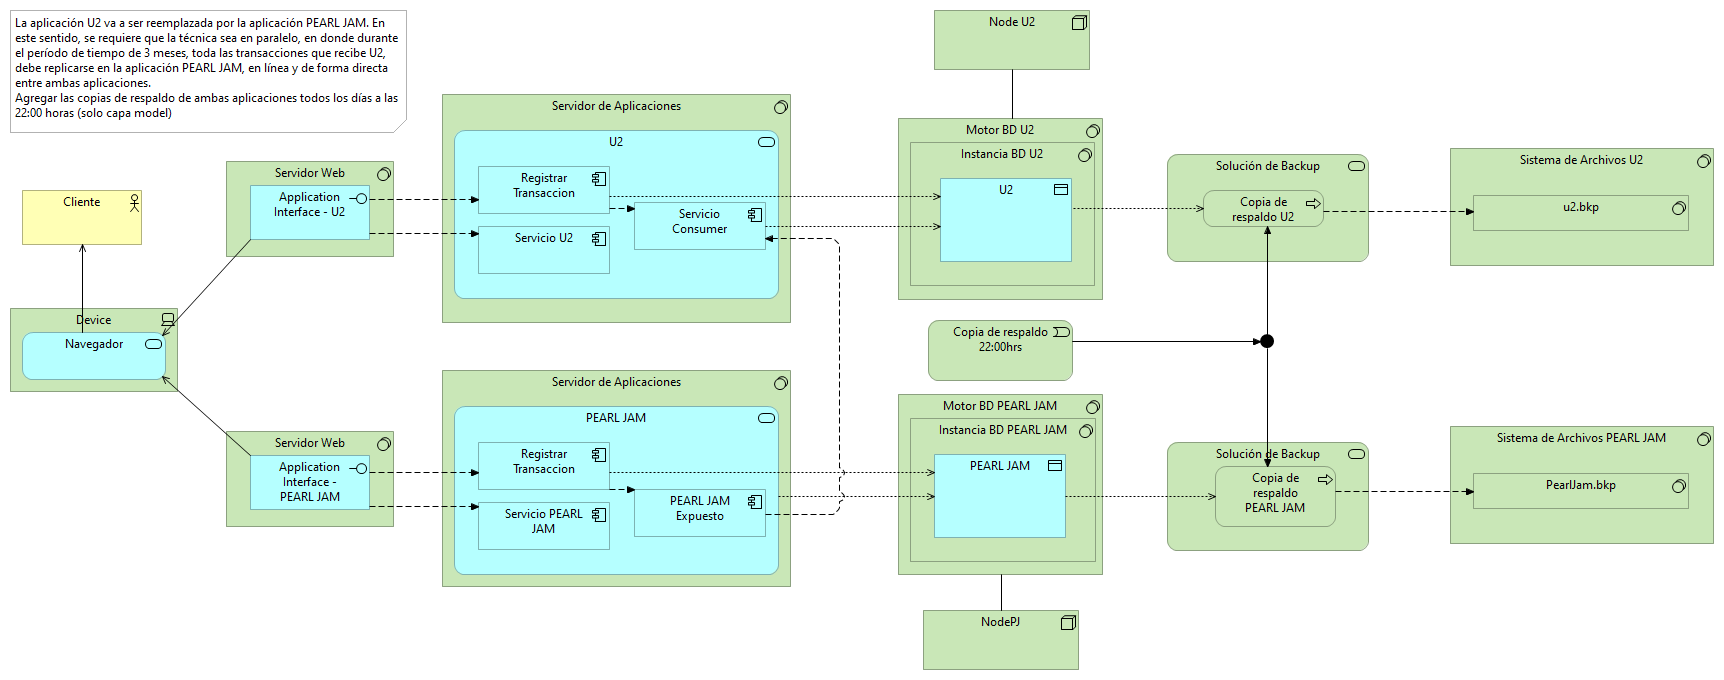 La aplicación U2 va a ser reemplazada por la aplicación PEARL JAM. En
este sentido, se requiere que la técnica sea en paralelo, en donde durante
el período de tiempo de 3 meses, toda las transacciones que recibe U2,
debe replicarse en la aplicación PEARL JAM, en línea y de forma directa
entre ambas aplicaciones.
Agregar las copias de respaldo de ambas aplicaciones todos los días a las
22:00 horas (solo capa model)
Node U2
Servidor de Aplicaciones
U2
Registrar
Transaccion
Servicio
Consumer
Servicio U2
Motor BD U2
Instancia BD U2
U2
Solución de Backup
Copia de
respaldo U2
Sistema de Archivos U2
u2.bkp
Servidor Web
Application
Interface - U2
Cliente
Device
Navegador
Copia de respaldo
22:00hrs
Servidor Web
Application
Interface -
PEARL JAM
Servidor de Aplicaciones
PEARL JAM
Registrar
Transaccion
PEARL JAM
Expuesto
Servicio PEARL
JAM
Motor BD PEARL JAM
Instancia BD PEARL JAM
PEARL JAM
Solución de Backup
Copia de
respaldo
PEARL JAM
Sistema de Archivos PEARL JAM
PearlJam.bkp
NodePJ